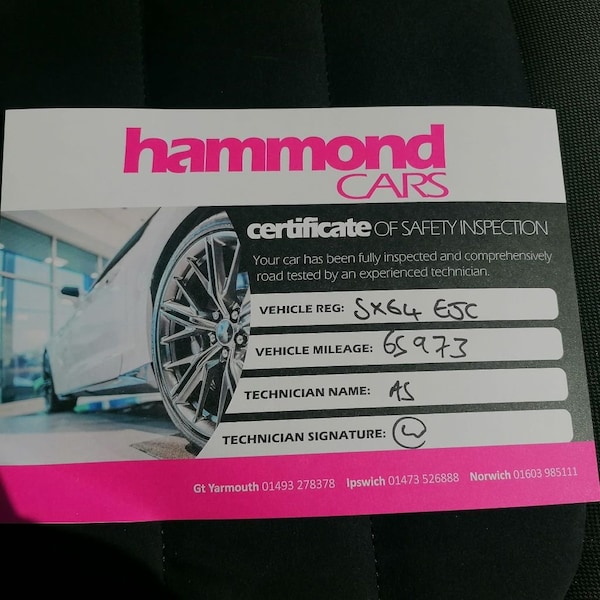 hammond
CARS
certificate OF SAFETY INSPECTION
Your car has been fully inspected and comprehensively
road tested by an experienced technician.
VEHICLE REG: SX64 EJC
VEHICLE MILEAGE: 65973
TECHNICIAN NAME: AS
TECHNICIAN SIGNATURE:
Gt Yarmouth 01493 278378 Ipswich 01473 526888 Norwich 01603 985111